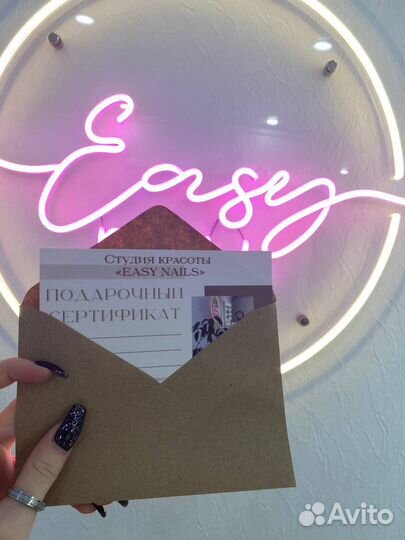 Easy
Студия красоты
«EASY NAILS»
ПОДАРОЧНЫЙ
СЕРТИФИКАТ
Avito